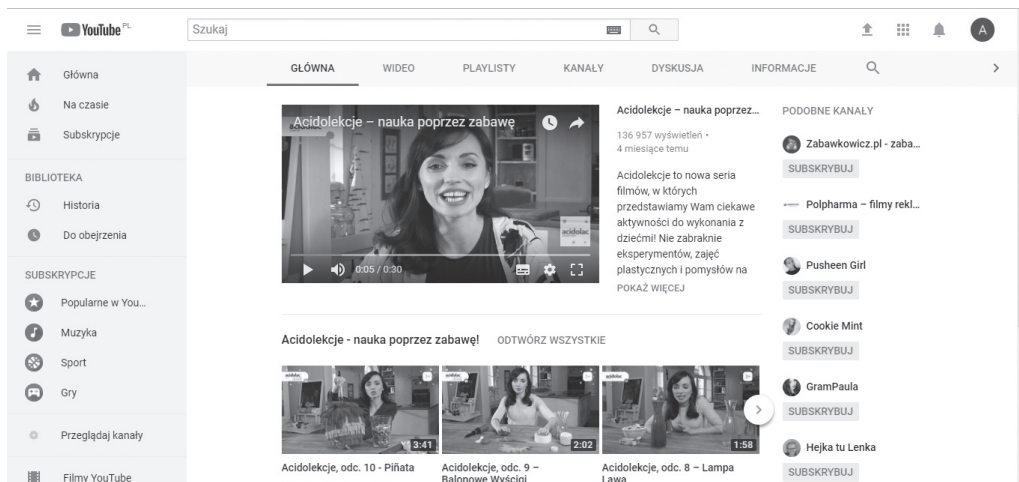 YouTube PL
Szukaj
A
Główna
Na czasie
Subskrypcje
BIBLIOTEKA
Historia
Do obejrzenia
SUBSKRYPCJE
Popularne w You...
Muzyka
Sport
Gry
Przeglądaj kanały
Filmy YouTube
GŁÓWNA WIDEO PLAYLISTY KANAŁY DYSKUSJA INFORMACJE
Acidolekcje – nauka poprzez zabawę
acidolac
0:05 / 0:30
Acidolekcje – nauka poprzez...
136 957 wyświetleń •
4 miesiące temu
Acidolekcje to nowa seria
filmów, w których
przedstawiamy Wam ciekawe
aktywności do wykonania z
dziećmi! Nie zabraknie
eksperymentów, zajęć
plastycznych i pomysłów na
POKAŻ WIĘCEJ
Acidolekcje - nauka poprzez zabawę! ODTWÓRZ WSZYSTKIE
3:41
Acidolekcje, odc. 10 - Piñata
2:02
Acidolekcje, odc. 9 –
Balonowe Wyścigi
1:58
Acidolekcje, odc. 8 – Lampa
Lawa
PODOBNE KANAŁY
Zabawkowicz.pl - zaba...
SUBSKRYBUJ
Polpharma – filmy rekl...
SUBSKRYBUJ
Pusheen Girl
SUBSKRYBUJ
Cookie Mint
SUBSKRYBUJ
GramPaula
SUBSKRYBUJ
Hejka tu Lenka
SUBSKRYBUJ